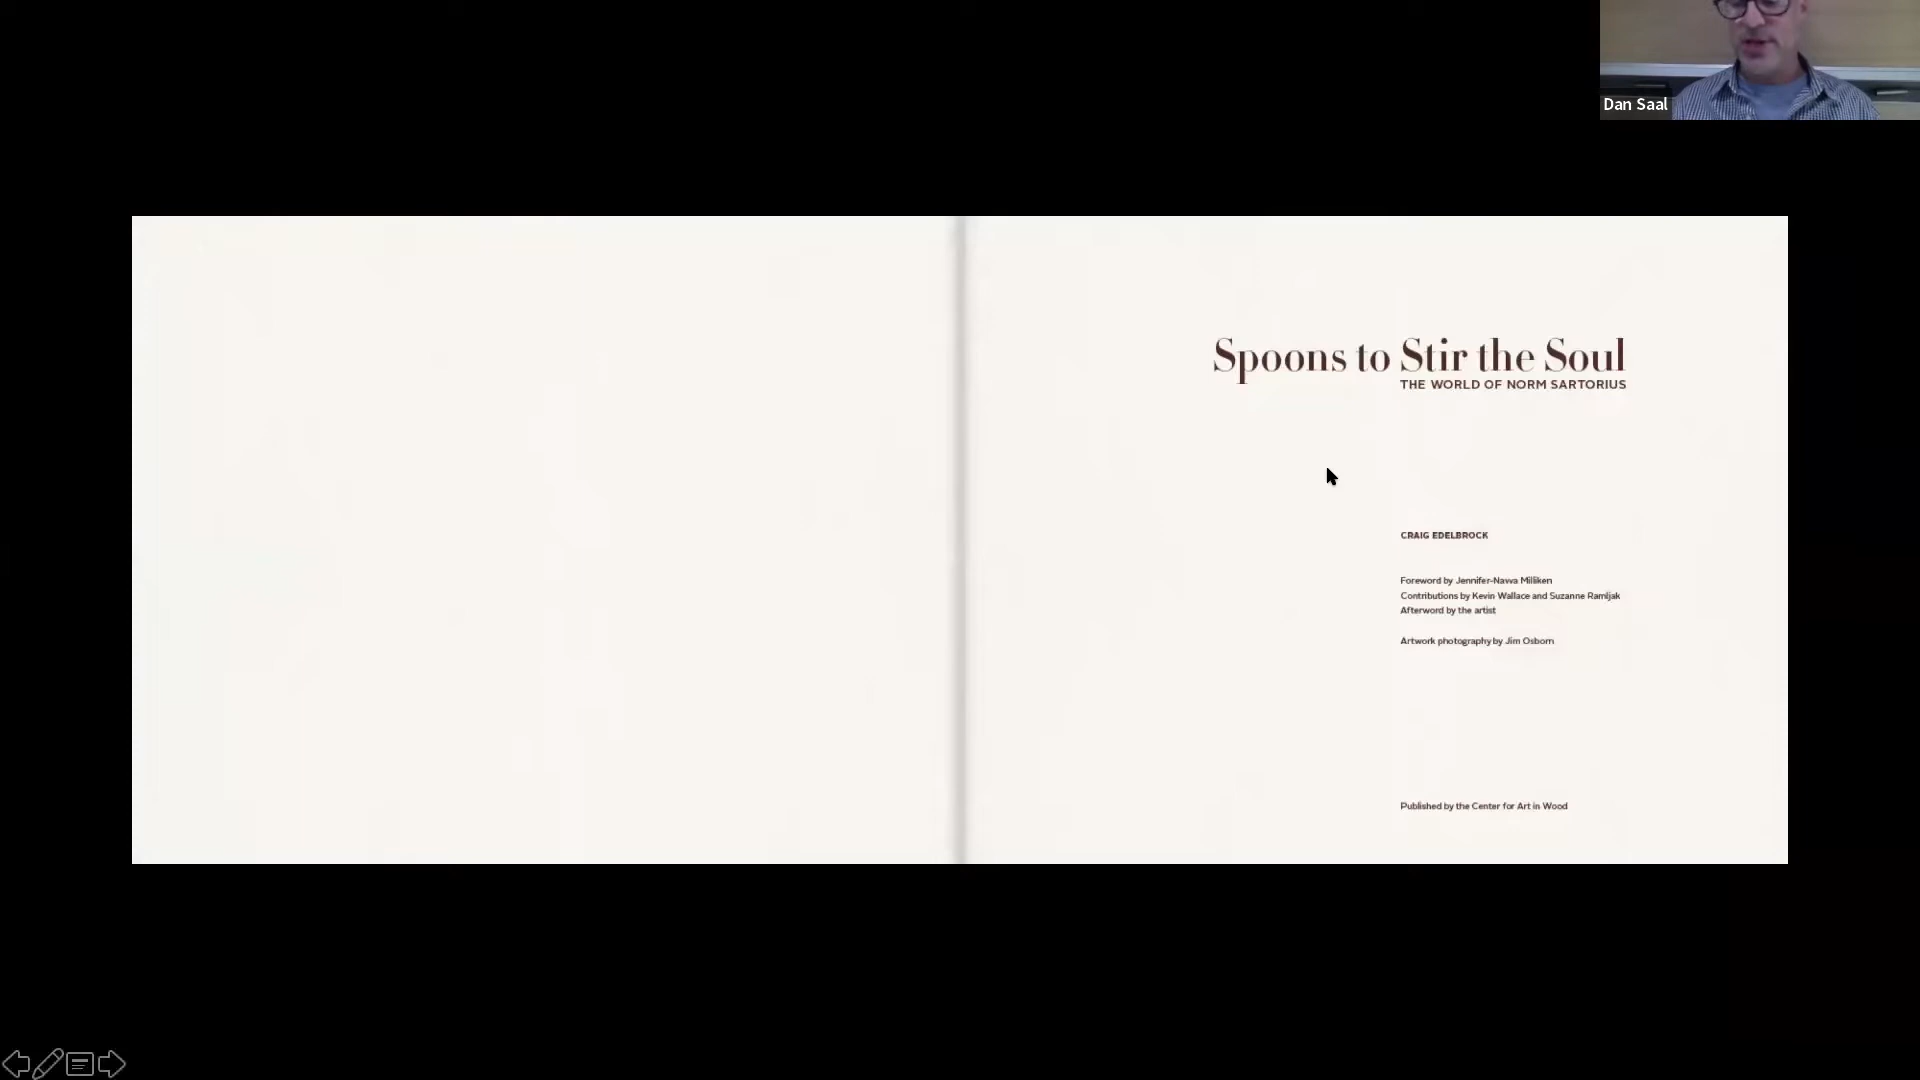 Dan Saal
Spoons to Stir the Soul
THE WORLD OF NORM SARTORIUS
CRAIG EDELBROCK
Foreword by Jennifer-Navva Milliken
Contributions by Kevin Wallace and Suzanne Ramljak
Afterword by the artist
Artwork photography by Jim Osborn
Published by the Center for Art in Wood